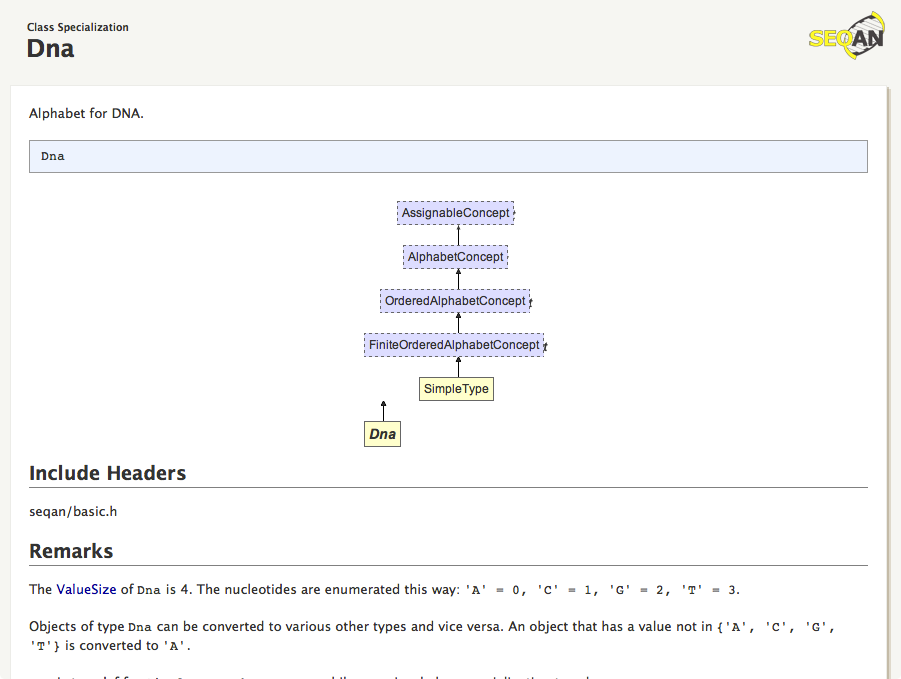 Class Specialization
Dna
SEQAN
Alphabet for DNA.
Dna
AssignableConcept
AlphabetConcept
OrderedAlphabetConcept
FiniteOrderedAlphabetConcept
SimpleType
Dna
Include Headers
seqan/basic.h
Remarks
The ValueSize of Dna is 4. The nucleotides are enumerated this way: 'A' = 0, 'C' = 1, 'G' = 2, 'T' = 3.
Objects of type Dna can be converted to various other types and vice versa. An object that has a value not in {'A', 'C', 'G',
'T'} is converted to 'A'.